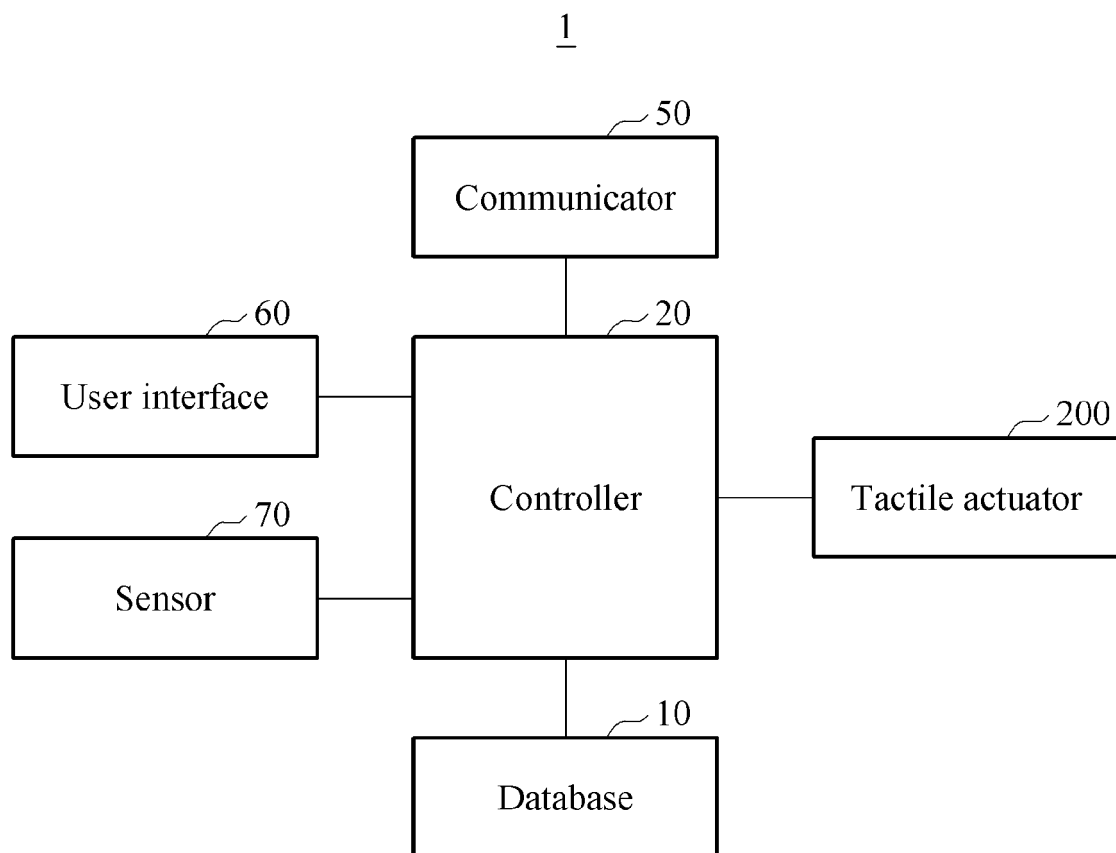 1
50
Communicator
60
20
User interface
200
Controller
Tactile actuator
70
Sensor
10
Database